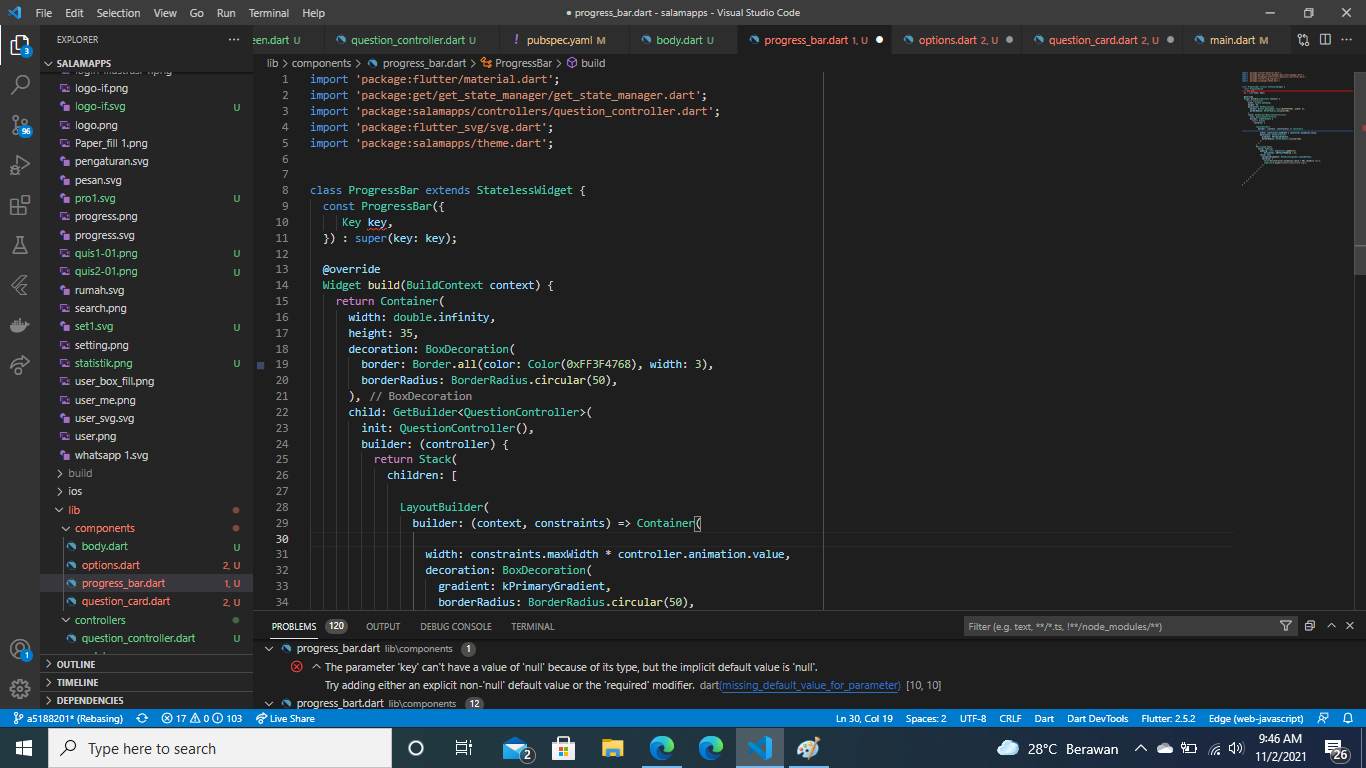 File Edit Selection View Go Run Terminal Help
● progress_bar.dart - salamapps - Visual Studio Code
EXPLORER
een.dart U question_controller.dart U ! pubspec.yaml M body.dart U progress_bar.dart 1, U options.dart 2, U question_card.dart 2, U main.dart M
SALAMAPPS
lib > components > progress_bar.dart > ProgressBar > build
login-illustrasi-1.png
logo-if.png
logo-if.svg U
logo.png
Paper_fill 1.png
pengaturan.svg
pesan.svg
pro1.svg U
progress.png
progress.svg
quis1-01.png U
quis2-01.png U
rumah.svg
search.png
set1.svg U
setting.png
statistik.png U
user_box_fill.png
user_me.png
user_svg.svg
user.png
whatsapp 1.svg
build
ios
lib
components
body.dart U
options.dart 2, U
progress_bar.dart 1, U
question_card.dart 2, U
controllers
question_controller.dart U
OUTLINE
TIMELINE
DEPENDENCIES
3
96
1
1 import 'package:flutter/material.dart';
2 import 'package:get/get_state_manager/get_state_manager.dart';
3 import 'package:salamapps/controllers/question_controller.dart';
4 import 'package:flutter_svg/svg.dart';
5 import 'package:salamapps/theme.dart';
6
7
8 class ProgressBar extends StatelessWidget {
9 const ProgressBar({
10 Key key,
11 }) : super(key: key);
12
13 @override
14 Widget build(BuildContext context) {
15 return Container(
16 width: double.infinity,
17 height: 35,
18 decoration: BoxDecoration(
19 border: Border.all(color: Color(0xFF3F4768), width: 3),
20 borderRadius: BorderRadius.circular(50),
21 ), // BoxDecoration
22 child: GetBuilder<QuestionController>(
23 init: QuestionController(),
24 builder: (controller) {
25 return Stack(
26 children: [
27
28 LayoutBuilder(
29 builder: (context, constraints) => Container(
30
31 width: constraints.maxWidth * controller.animation.value,
32 decoration: BoxDecoration(
33 gradient: kPrimaryGradient,
34 borderRadius: BorderRadius.circular(50),
PROBLEMS 120 OUTPUT DEBUG CONSOLE TERMINAL
Filter (e.g. text, **/*.ts, !**/node_modules/**)
progress_bar.dart lib\components 1
The parameter 'key' can't have a value of 'null' because of its type, but the implicit default value is 'null'.
Try adding either an explicit non-'null' default value or the 'required' modifier. dart(missing_default_value_for_parameter) [10, 10]
progress_bart.dart lib\components 12
a5188201* (Rebasing) 17 0 103 Live Share
Ln 30, Col 19 Spaces: 2 UTF-8 CRLF Dart Dart DevTools Flutter: 2.5.2 Edge (web-javascript)
Type here to search
2
28°C Berawan
9:46 AM
11/2/2021
26